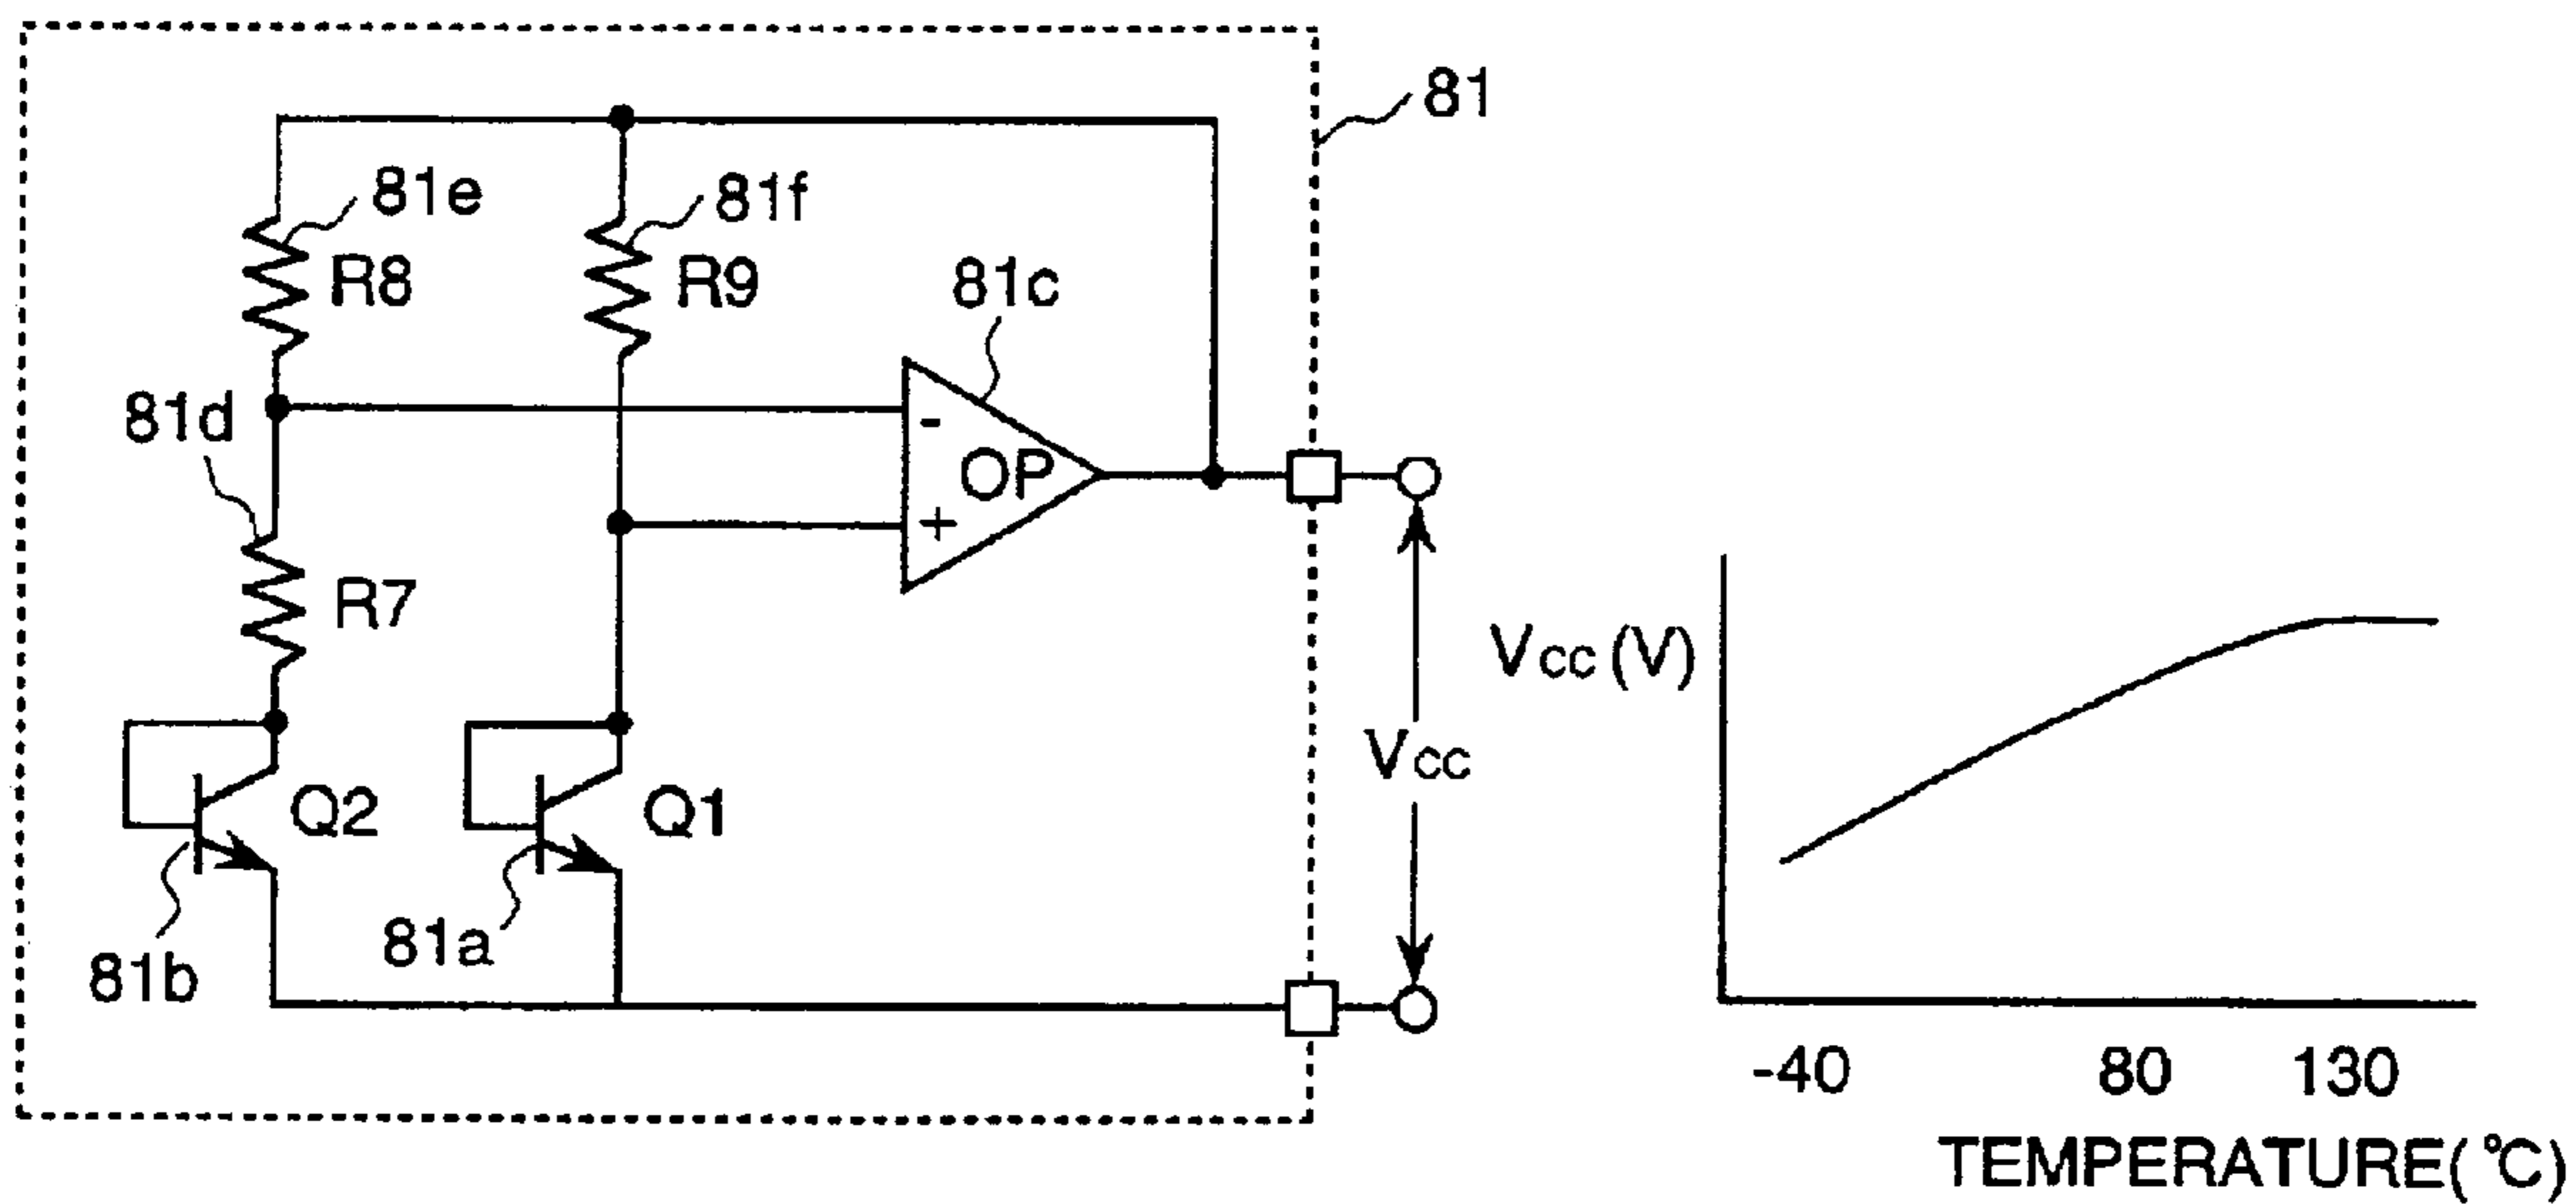 81
81e
81f
R8
R9
81c
81d
-
OP
+
R7
Vcc (V)
Vcc
Q2
Q1
81a
81b
-40
80
130
TEMPERATURE(℃)